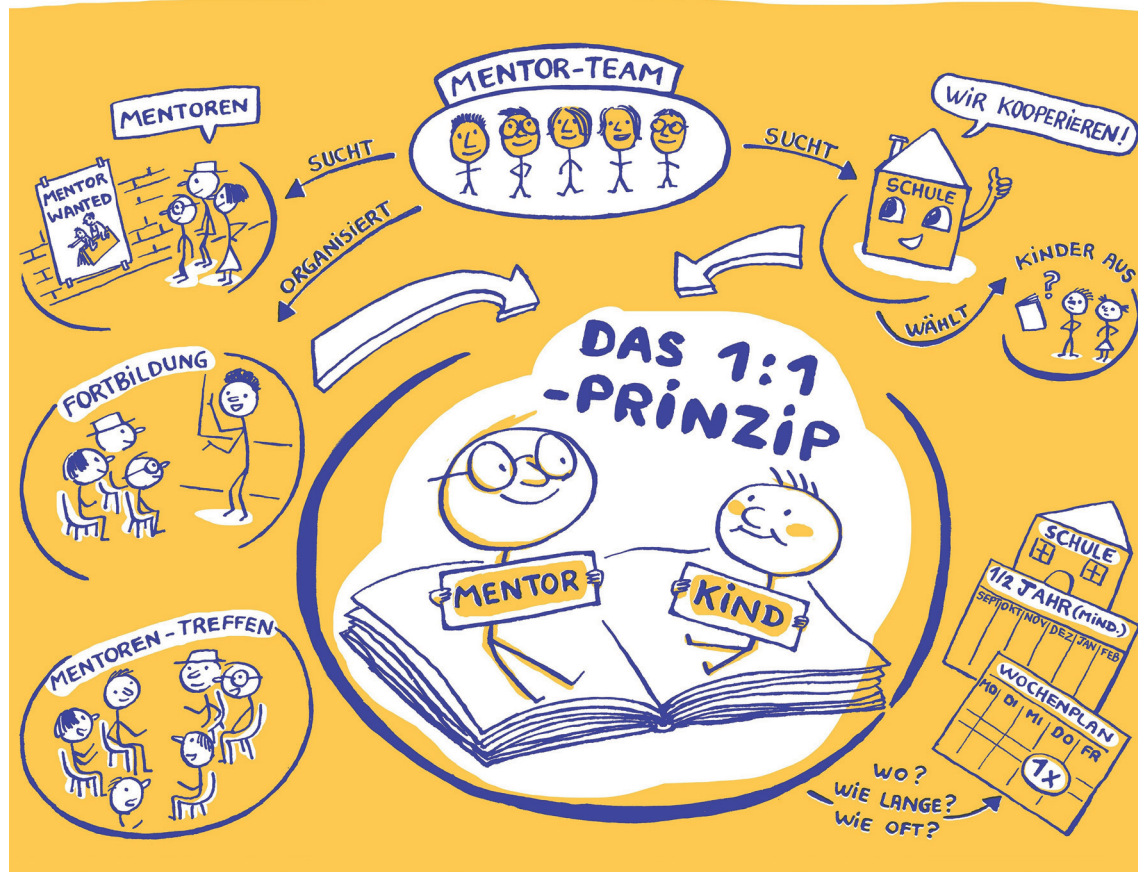 MENTOR-TEAM
MENTOREN
SUCHT
SUCHT
WIR KOOPERIEREN!
MENTOR
WANTED
SCHULE
ORGANISIERT
KINDER AUS
?
WÄHLT
DAS 1:1
-PRINZIP
FORTBILDUNG
MENTOR
KIND
SCHULE
1/2 JAHR (MIND.)
SEPT OKT NOV DEZ JAN FEB
MENTOREN-TREFFEN
WOCHENPLAN
MO DI MI DO FR
1X
WO?
WIE LANGE?
WIE OFT?